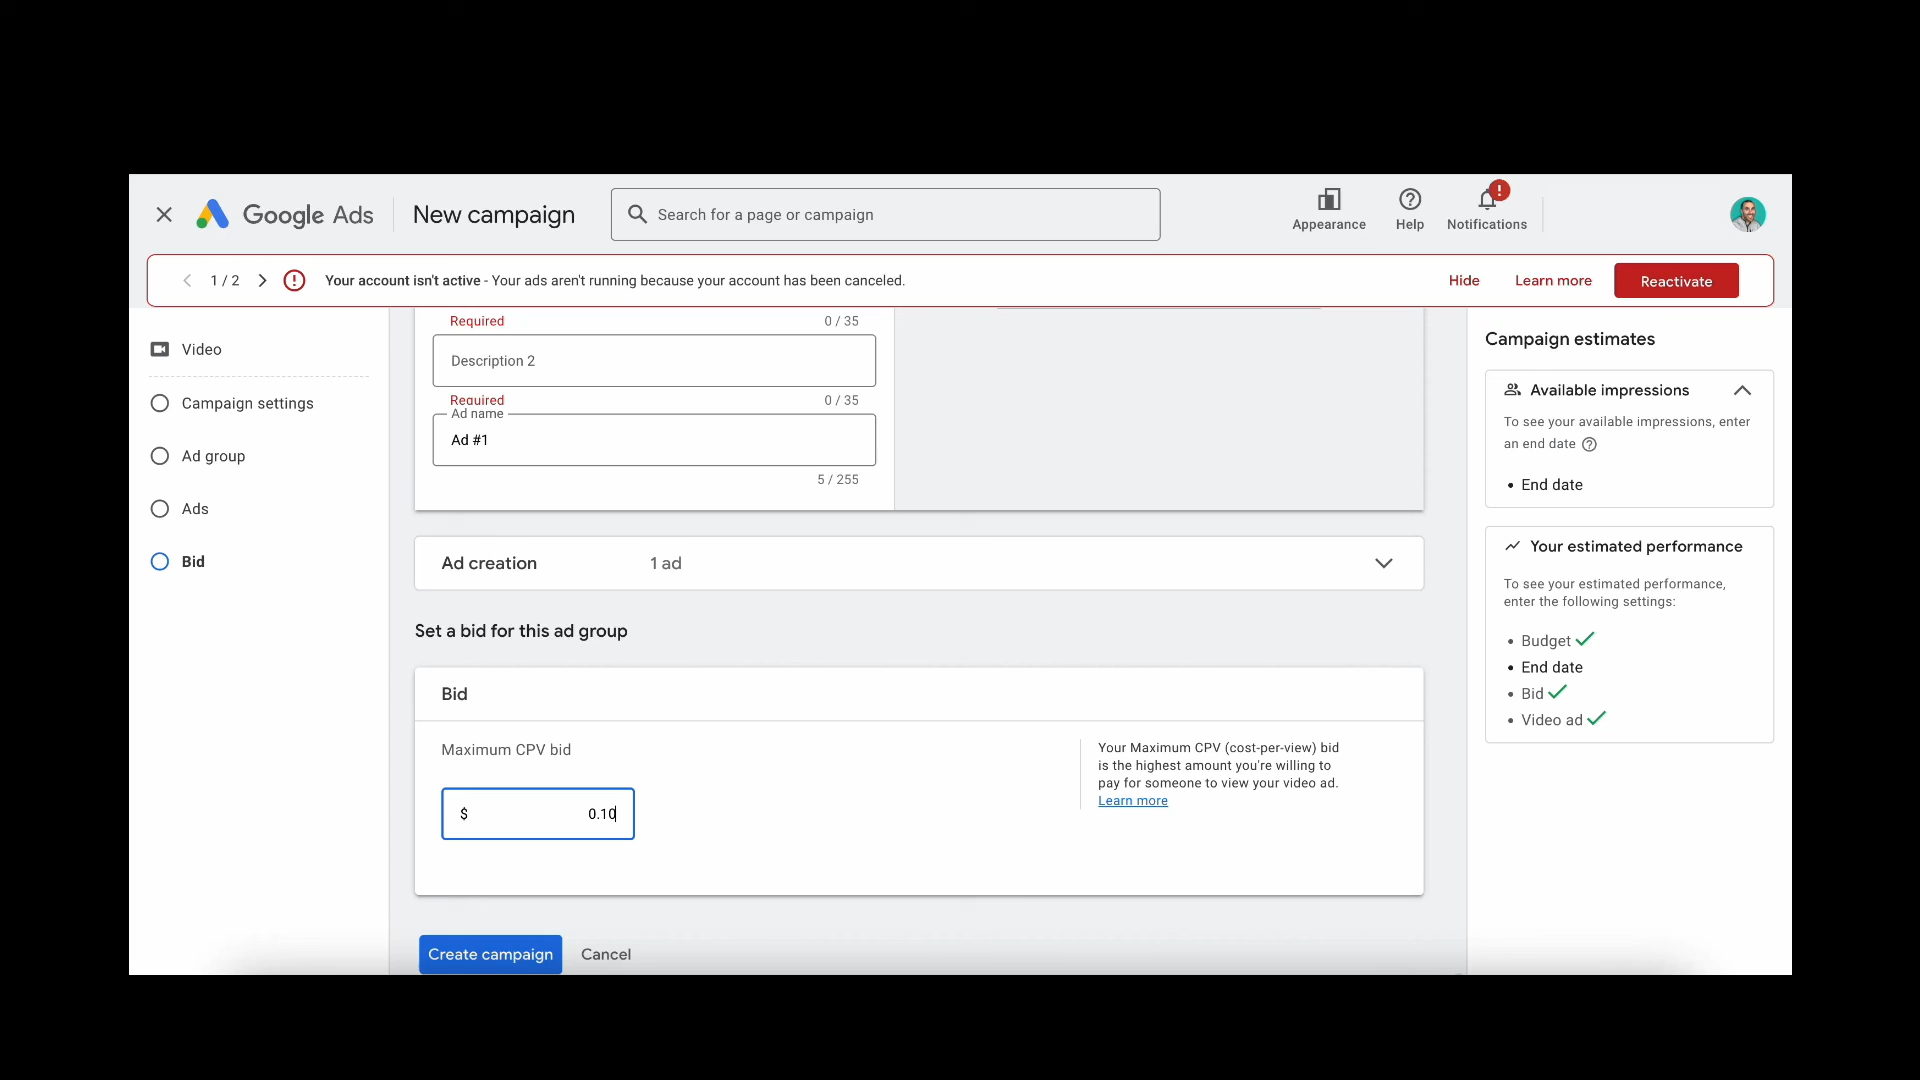 Google Ads
New campaign
Search for a page or campaign
Appearance
Help
!
Notifications
1 / 2
Your account isn't active - Your ads aren't running because your account has been canceled.
Hide
Learn more
Reactivate
Video
Campaign settings
Ad group
Ads
Bid
Required
0 / 35
Description 2
Required
0 / 35
Ad name
Ad #1
5 / 255
Ad creation
1 ad
Set a bid for this ad group
Bid
Maximum CPV bid
$ 0.10
Your Maximum CPV (cost-per-view) bid
is the highest amount you're willing to
pay for someone to view your video ad.
Learn more
Create campaign
Cancel
Campaign estimates
Available impressions
To see your available impressions, enter
an end date
• End date
Your estimated performance
To see your estimated performance,
enter the following settings:
• Budget
• End date
• Bid
• Video ad